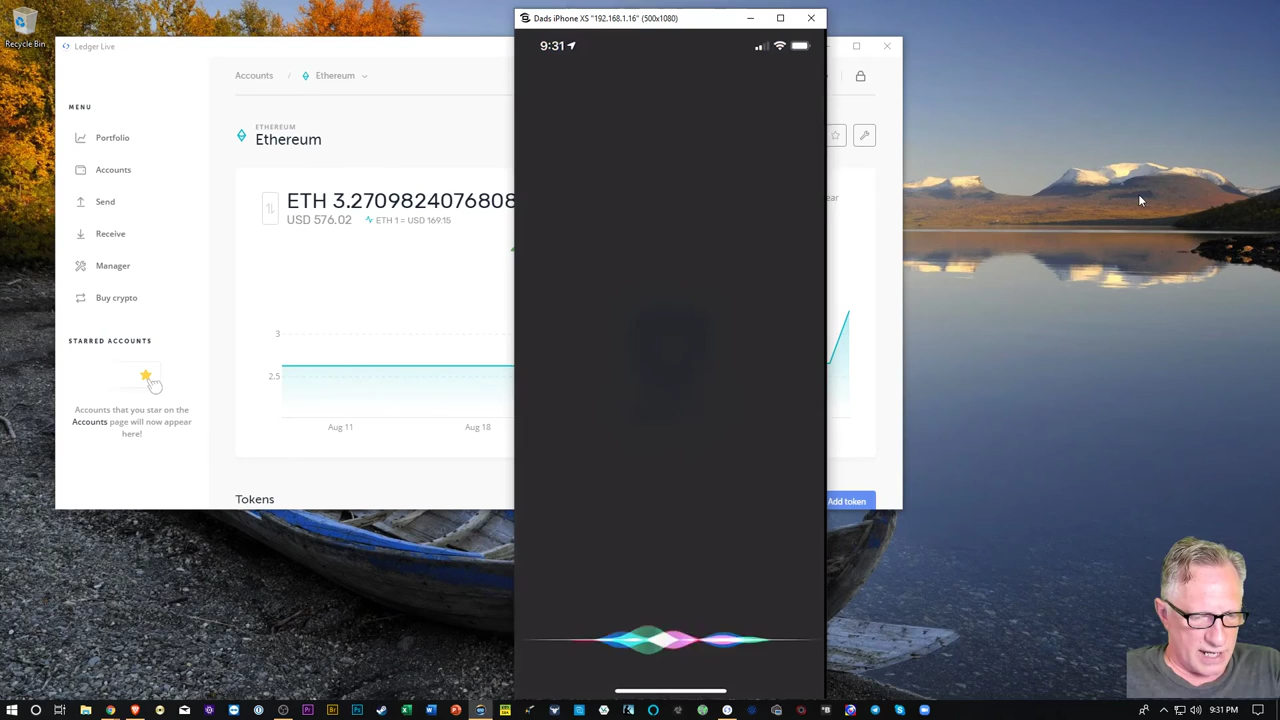 Recycle Bin
Ledger Live
Dads iPhone XS "192.168.1.16" (500x1080)
9:31
Accounts / Ethereum
MENU
Portfolio
Accounts
Send
Receive
Manager
Buy crypto
STARRED ACCOUNTS
Accounts that you star on the
Accounts page will now appear
here!
ETHEREUM
Ethereum
ETH 3.2709824076808
USD 576.02
ETH 1 = USD 169.15
3
2.5
Aug 11
Aug 18
Tokens
Add token
9:31 PM